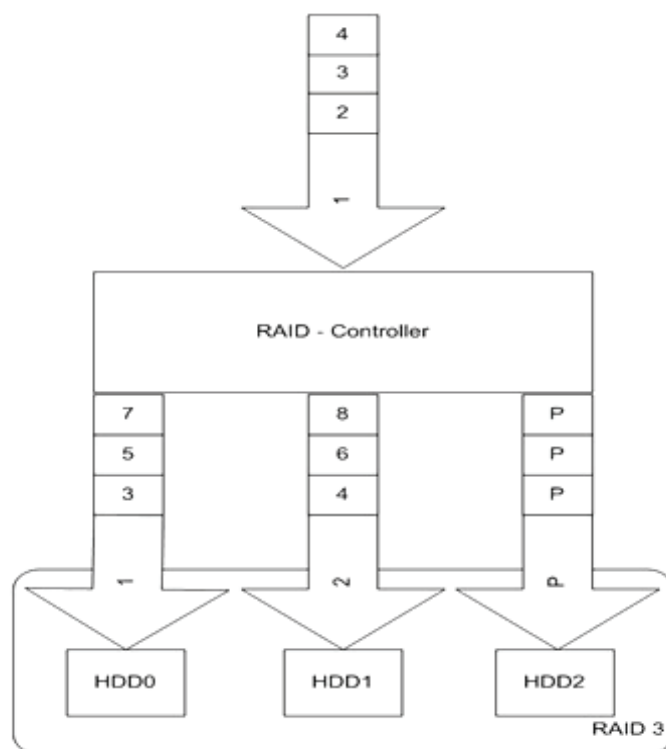 4
3
2
1
RAID - Controller
7 8 P
5 6 P
3 4 P
1 2 P
HDD0 HDD1 HDD2
RAID 3